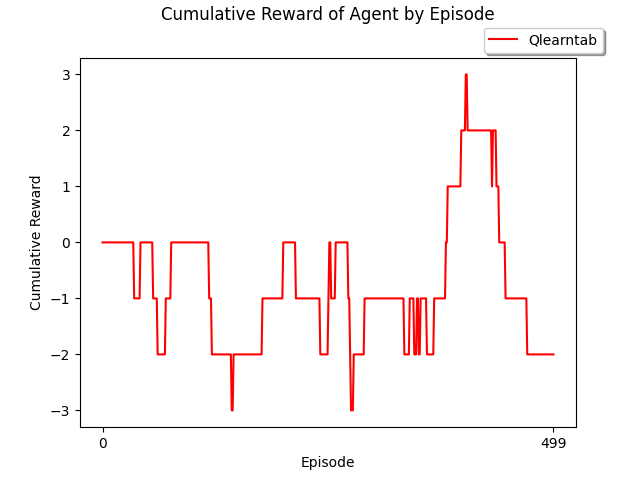 Cumulative Reward of Agent by Episode
Qlearntab
3
2
1
0
−1
−2
−3
Cumulative Reward
0
499
Episode